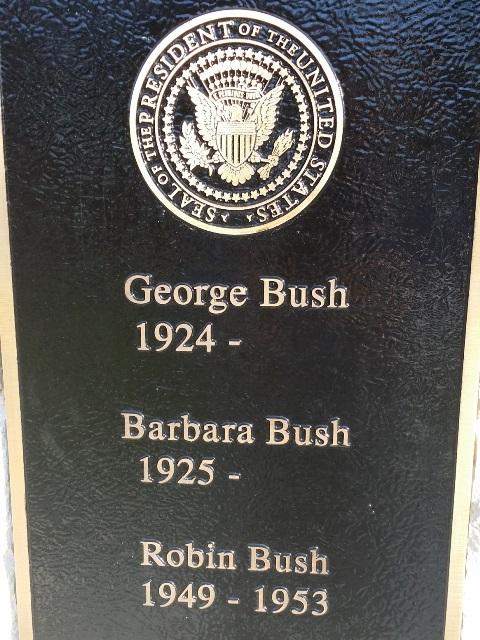 SEAL OF THE PRESIDENT OF THE UNITED STATES
George Bush
1924 -
Barbara Bush
1925 -
Robin Bush
1949 - 1953